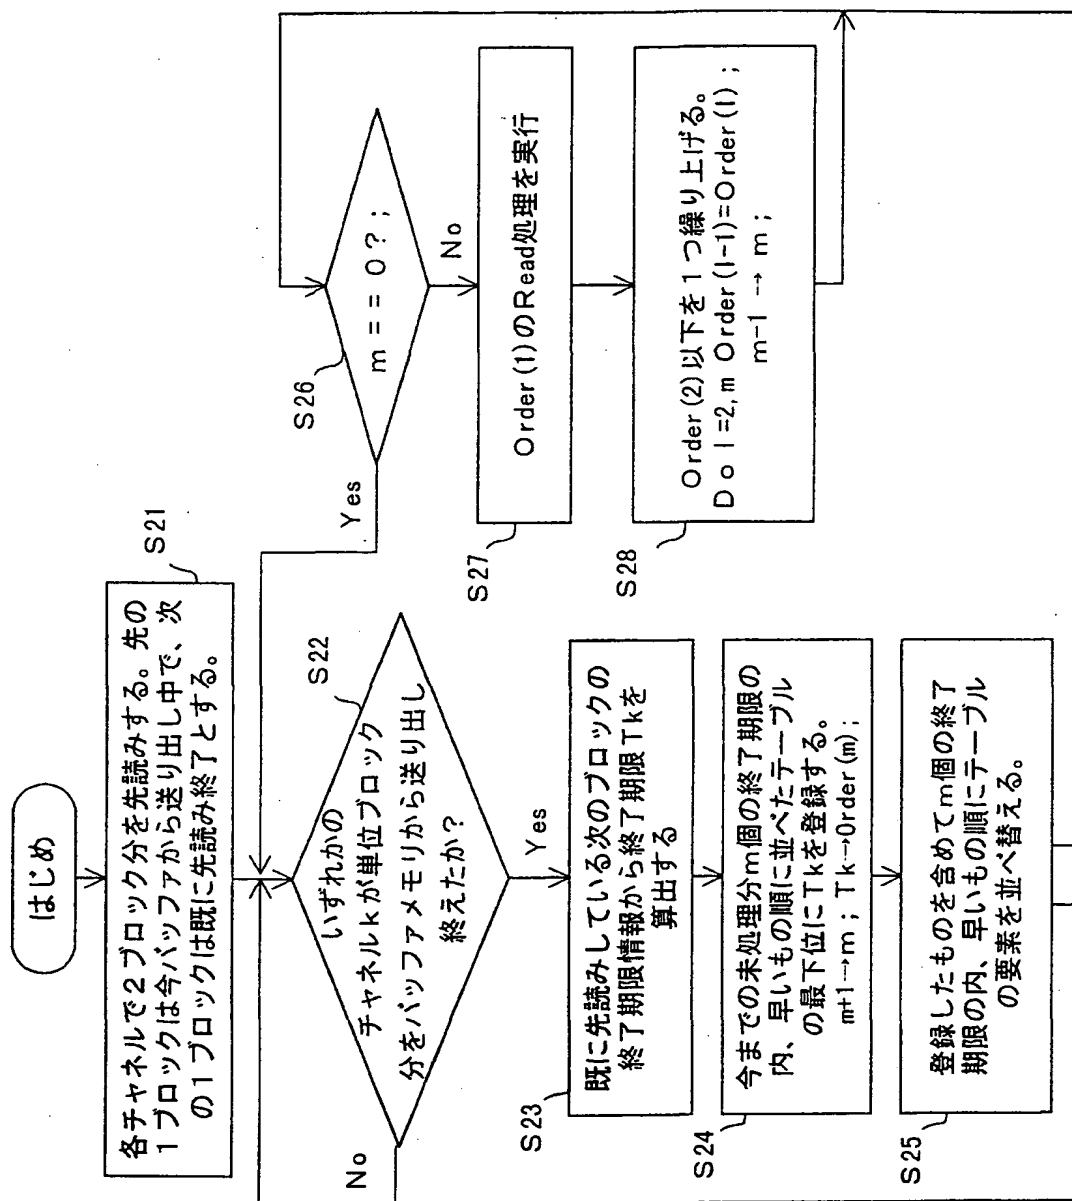 はじめ
S21
各チャネルで2ブロック分を先読みする。先の
1ブロックは今バッファから送り出し中で、次
の1ブロックは既に先読み終了とする。
S22
いずれかの
チャネルkが単位ブロック
分をバッファメモリから送り出し
終えたか?
No
Yes
S23
既に先読みしている次のブロックの
終了期限情報から終了期限Tkを
算出する
S24
今までの未処理分m個の終了期限の
内、早いもの順に並べたテーブル
の最下位にTkを登録する。
m+1→m;Tk→Order(m);
S25
登録したものを含めてm個の終了
期限の内、早いもの順にテーブル
の要素を並べ替える。
S26
m==0?;
Yes
No
S27
Order(1)のRead処理を実行
S28
Order(2)以下を1つ繰り上げる。
Do l=2,m Order(l-1)=Order(l);
m-1→m;